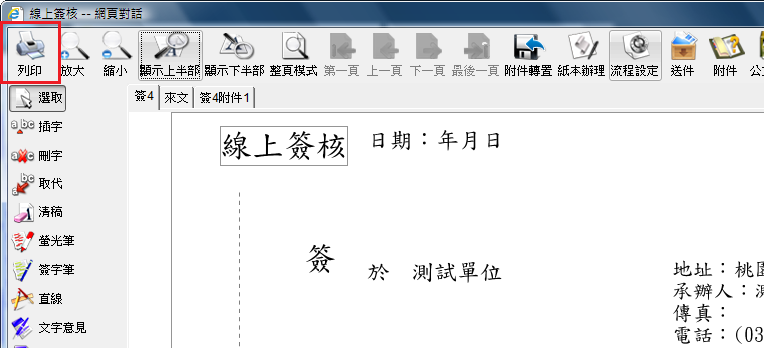 線上簽核 -- 網頁對話
列印 放大 縮小 顯示上半部 顯示下半部 整頁模式 第一頁 上一頁 下一頁 最後一頁 附件轉置 紙本辦理 流程設定 送件 附件
選取
插字
刪字
取代
清稿
螢光筆
簽字筆
直線
文字意見
簽4 來文 簽4附件1
線上簽核 日期：年月日
簽 於 測試單位
地址：桃園
承辦人：測
傳真：
電話：(03